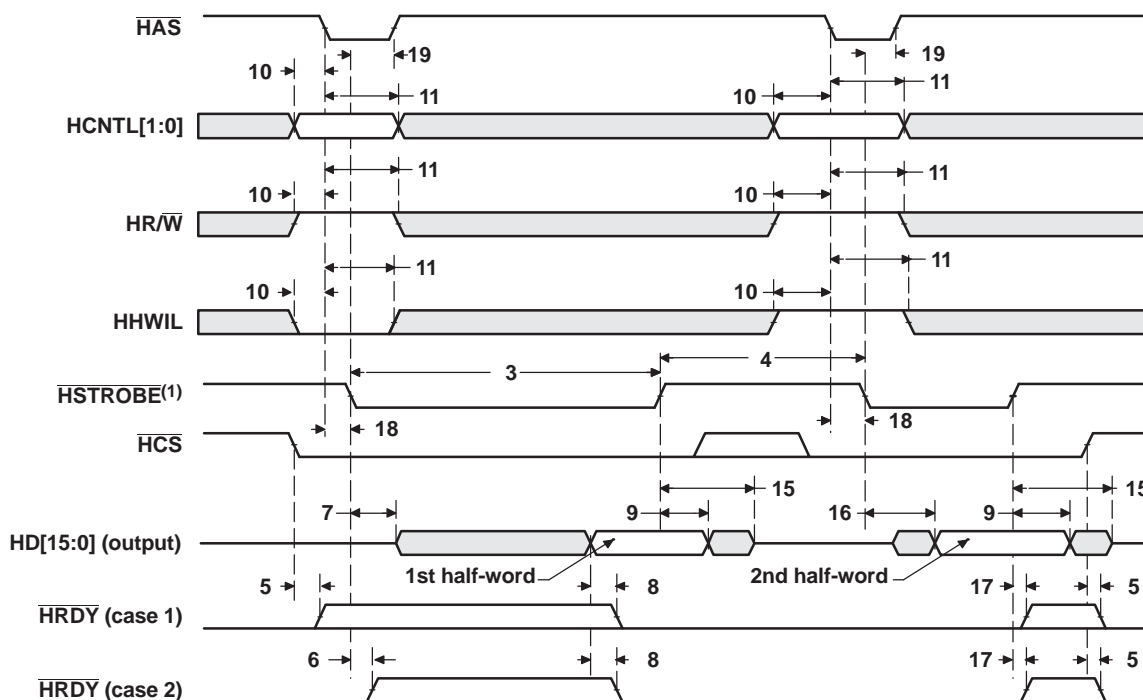 HAS
19
19
10
11
10
11
HCNTL[1:0]
11
11
10
10
HR/W
11
11
10
10
HHWIL
3
4
HSTROBE(1)
18
18
HCS
15
15
7
9
16
9
HD[15:0] (output)
1st half-word
2nd half-word
5
8
17
5
HRDY (case 1)
6
8
17
5
HRDY (case 2)